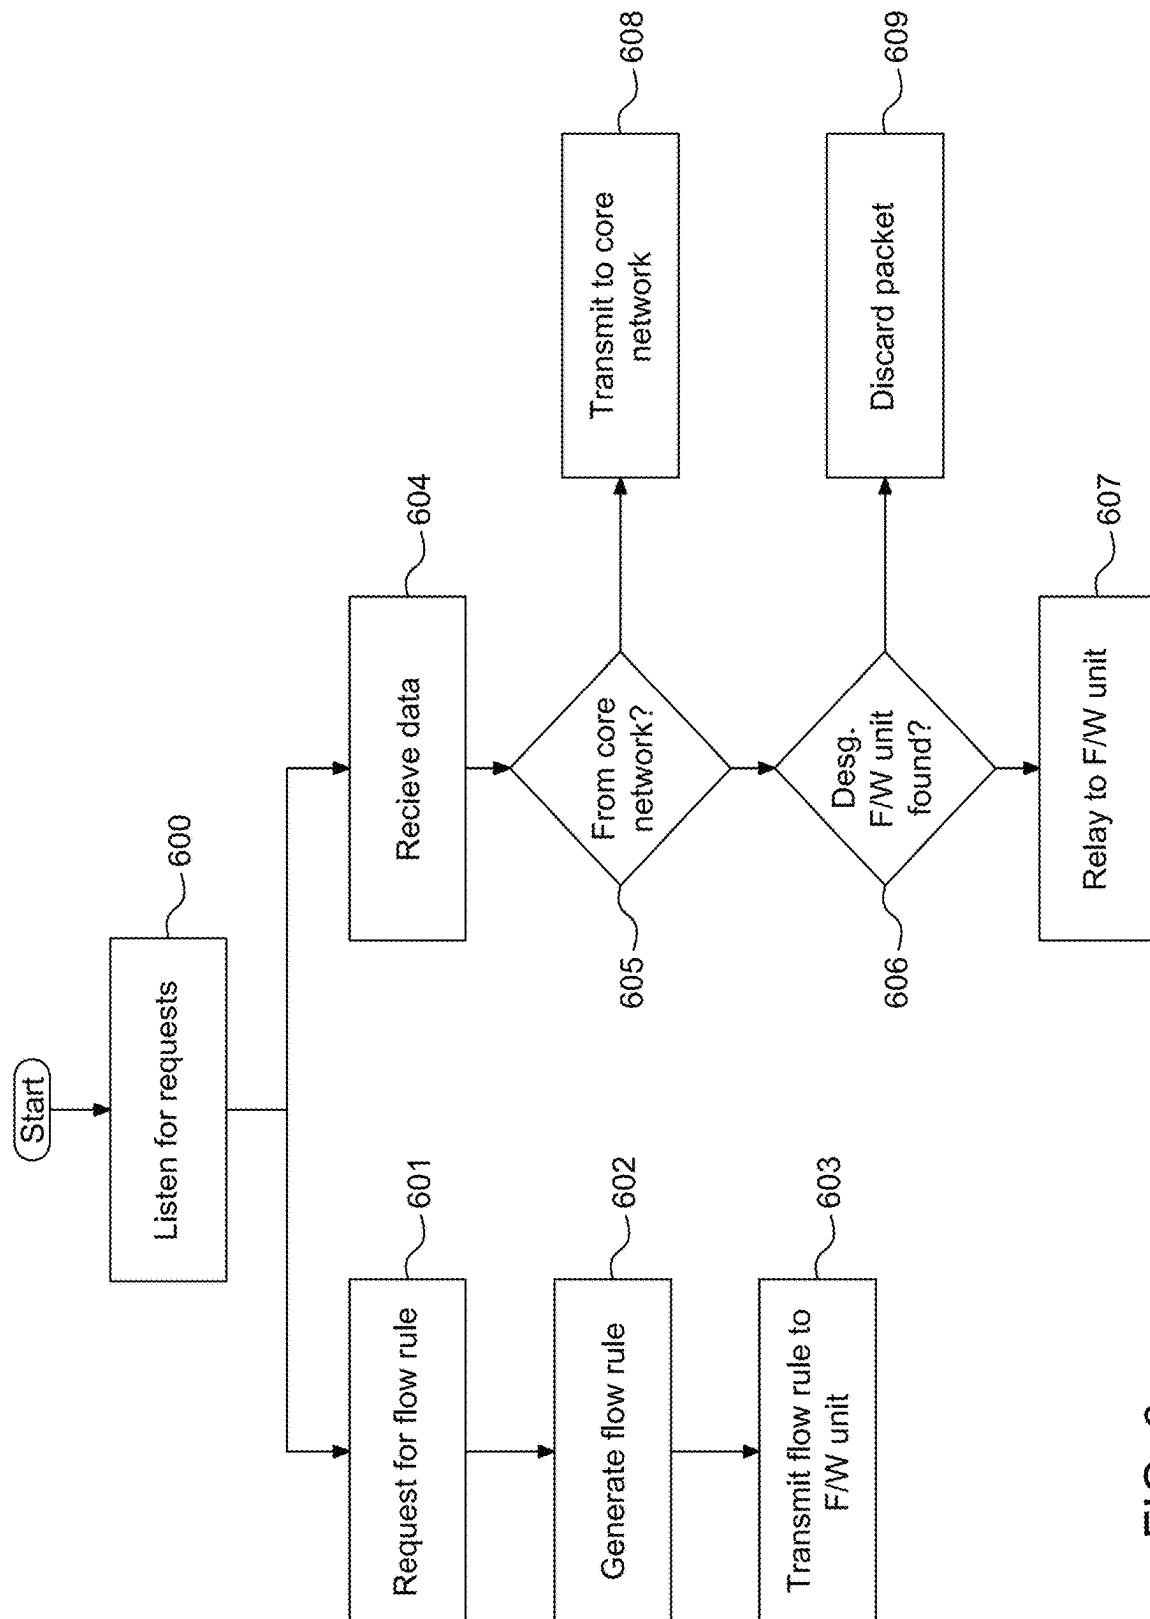 Start
Listen for requests
600
Request for flow rule
601
Generate flow rule
602
Transmit flow rule to
F/W unit
603
Recieve data
604
From core
network?
605
Transmit to core
network
608
Desg.
F/W unit
found?
606
Discard packet
609
Relay to F/W unit
607
FIG.